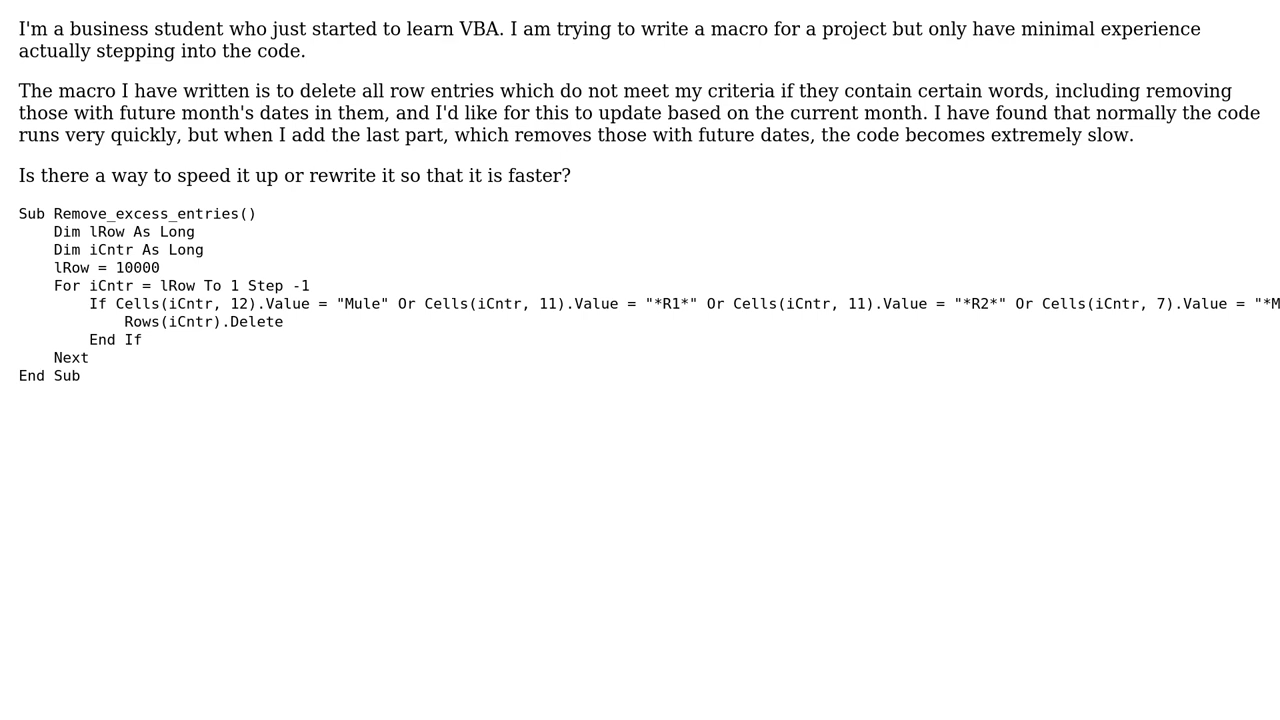 I'm a business student who just started to learn VBA. I am trying to write a macro for a project but only have minimal experience
actually stepping into the code.
The macro I have written is to delete all row entries which do not meet my criteria if they contain certain words, including removing
those with future month's dates in them, and I'd like for this to update based on the current month. I have found that normally the code
runs very quickly, but when I add the last part, which removes those with future dates, the code becomes extremely slow.
Is there a way to speed it up or rewrite it so that it is faster?
Sub Remove_excess_entries()
    Dim lRow As Long
    Dim iCntr As Long
    lRow = 10000
    For iCntr = lRow To 1 Step -1
        If Cells(iCntr, 12).Value = "Mule" Or Cells(iCntr, 11).Value = "*R1*" Or Cells(iCntr, 11).Value = "*R2*" Or Cells(iCntr, 7).Value = "*M
            Rows(iCntr).Delete
        End If
    Next
End Sub